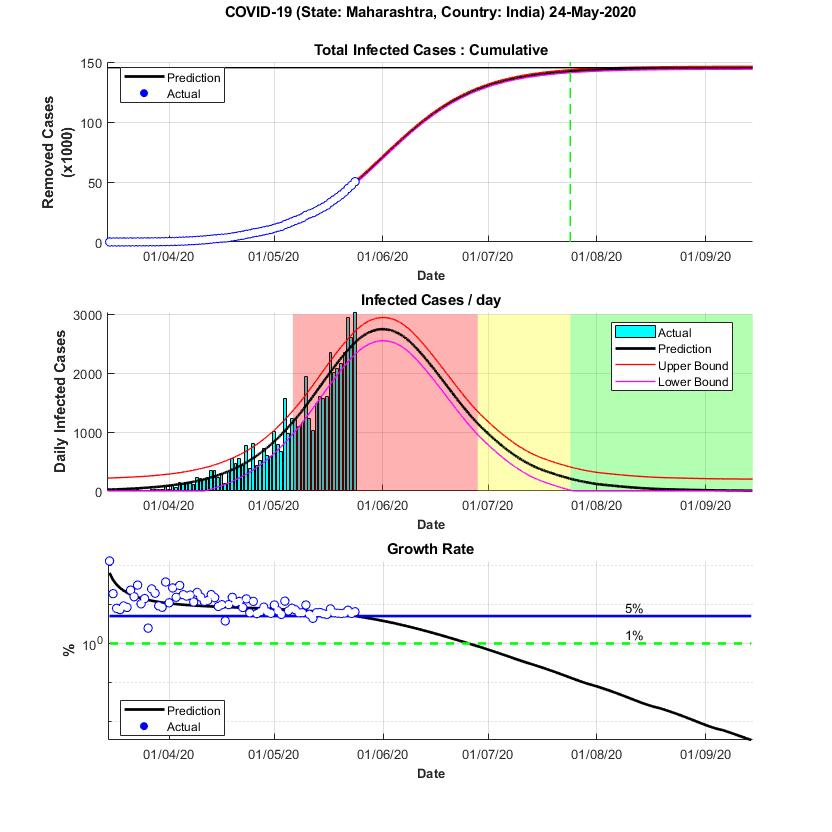 COVID-19 (State: Maharashtra, Country: India) 24-May-2020
Total Infected Cases : Cumulative
150
100
50
0
Removed Cases
(x1000)
Prediction
Actual
01/04/20 01/05/20 01/06/20 01/07/20 01/08/20 01/09/20
Date
Infected Cases / day
3000
2000
1000
0
Daily Infected Cases
Actual
Prediction
Upper Bound
Lower Bound
01/04/20 01/05/20 01/06/20 01/07/20 01/08/20 01/09/20
Date
Growth Rate
5%
1%
10⁰
%
Prediction
Actual
01/04/20 01/05/20 01/06/20 01/07/20 01/08/20 01/09/20
Date